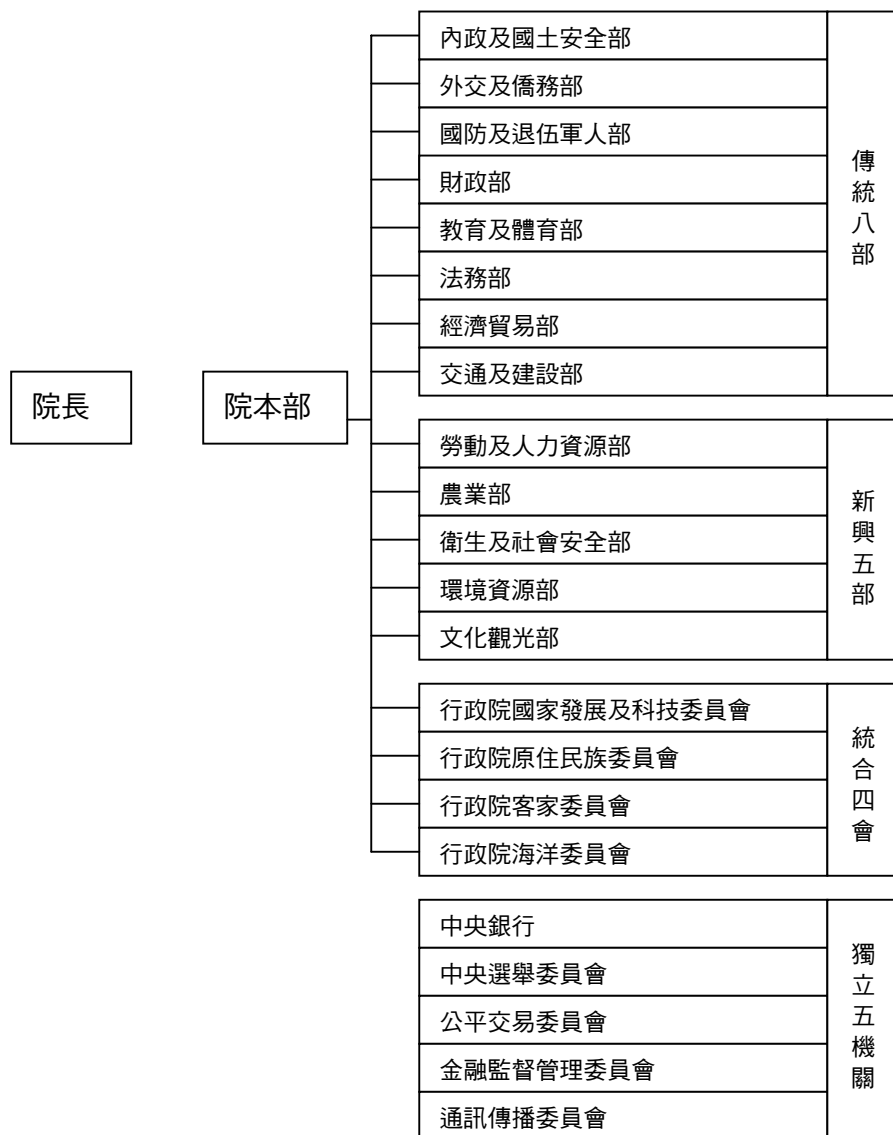 院長
院本部
內政及國土安全部
外交及僑務部
國防及退伍軍人部
財政部
教育及體育部
法務部
經濟貿易部
交通及建設部
傳統八部
勞動及人力資源部
農業部
衛生及社會安全部
環境資源部
文化觀光部
新興五部
行政院國家發展及科技委員會
行政院原住民族委員會
行政院客家委員會
行政院海洋委員會
統合四會
中央銀行
中央選舉委員會
公平交易委員會
金融監督管理委員會
通訊傳播委員會
獨立五機關